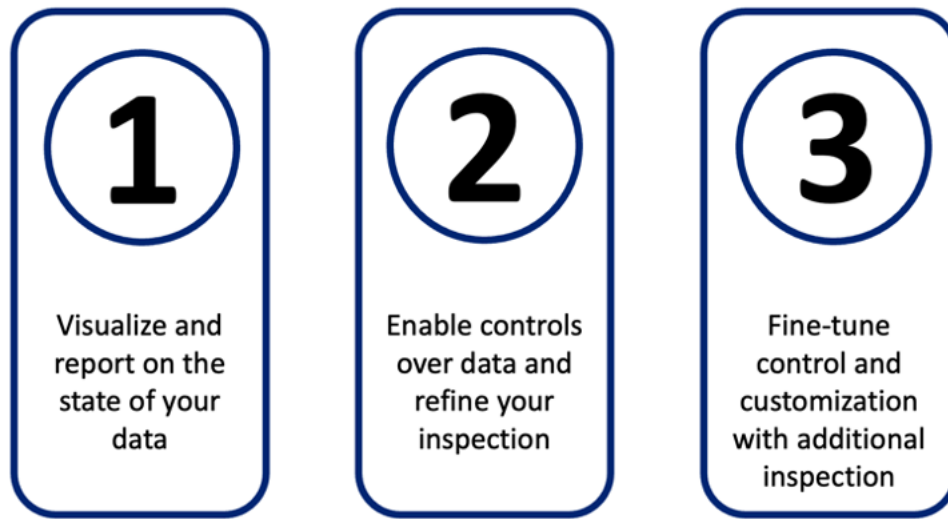 1
Visualize and
report on the
state of your
data
2
Enable controls
over data and
refine your
inspection
3
Fine-tune
control and
customization
with additional
inspection